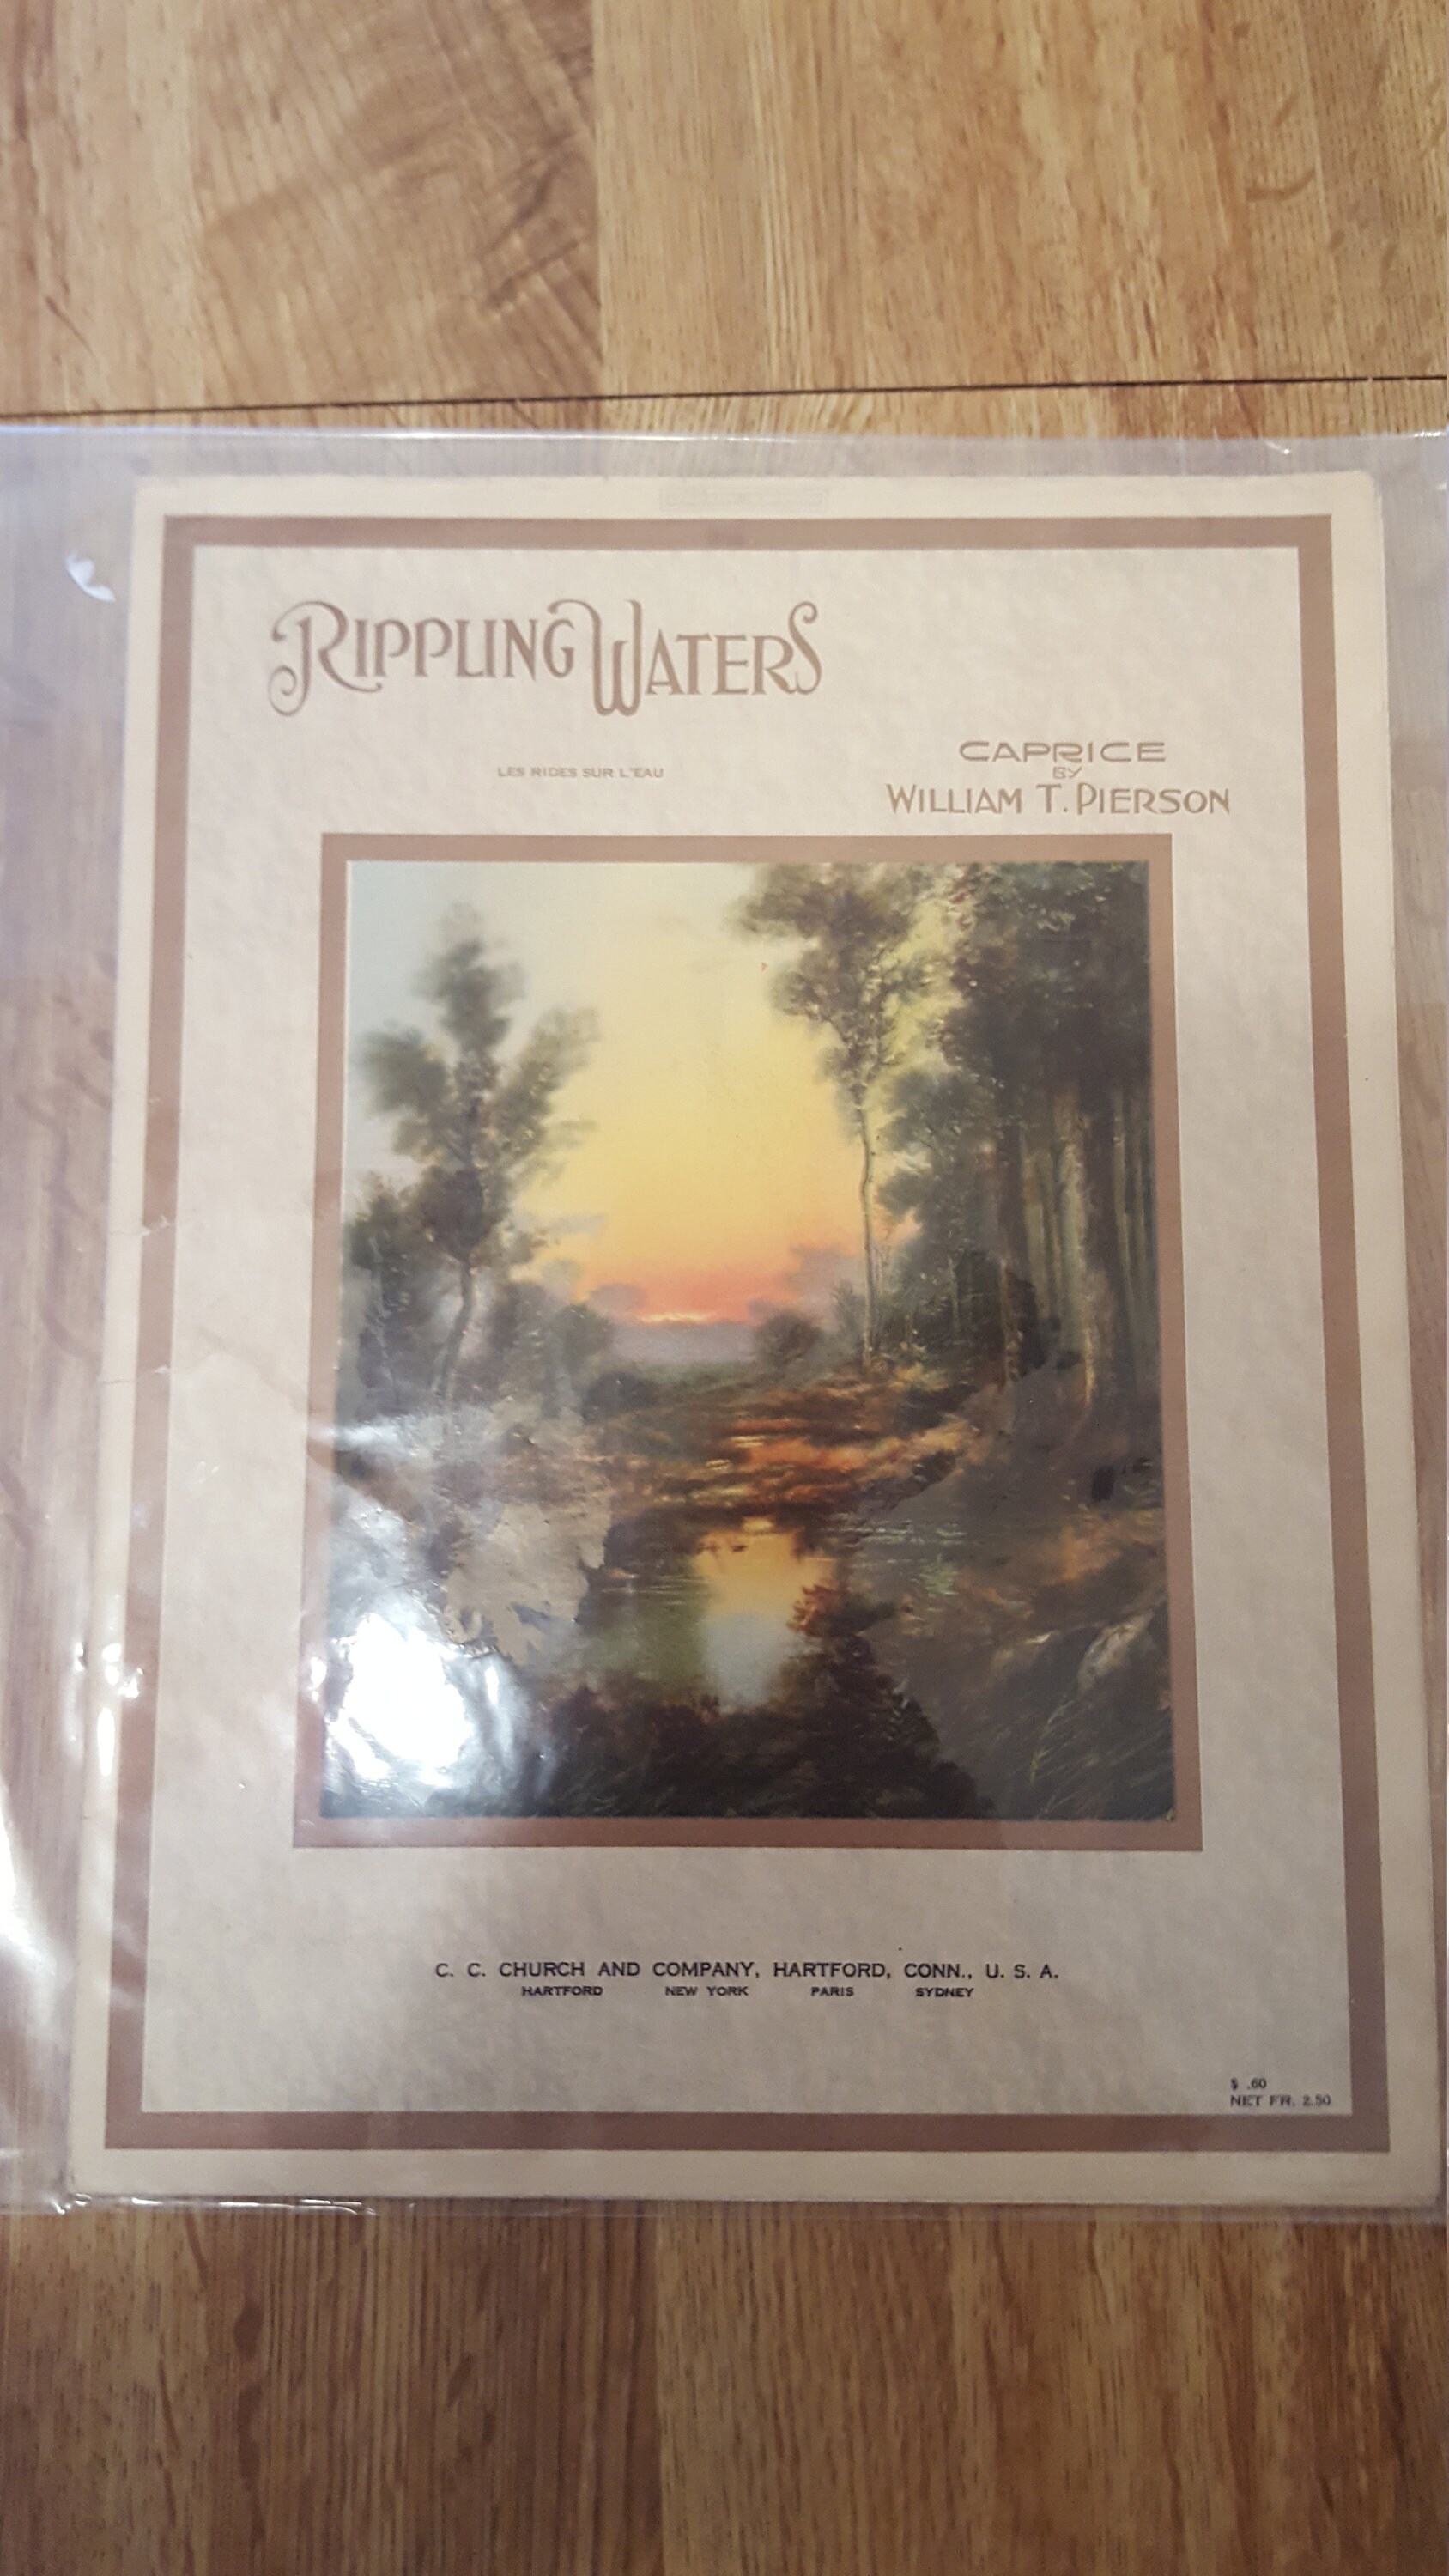 RIPPLING WATERS
LES RIDES SUR L'EAU
CAPRICE
BY
WILLIAM T. PIERSON
C. C. CHURCH AND COMPANY, HARTFORD, CONN., U. S. A.
HARTFORD NEW YORK PARIS SYDNEY
$ .60
NET FR. 2.50